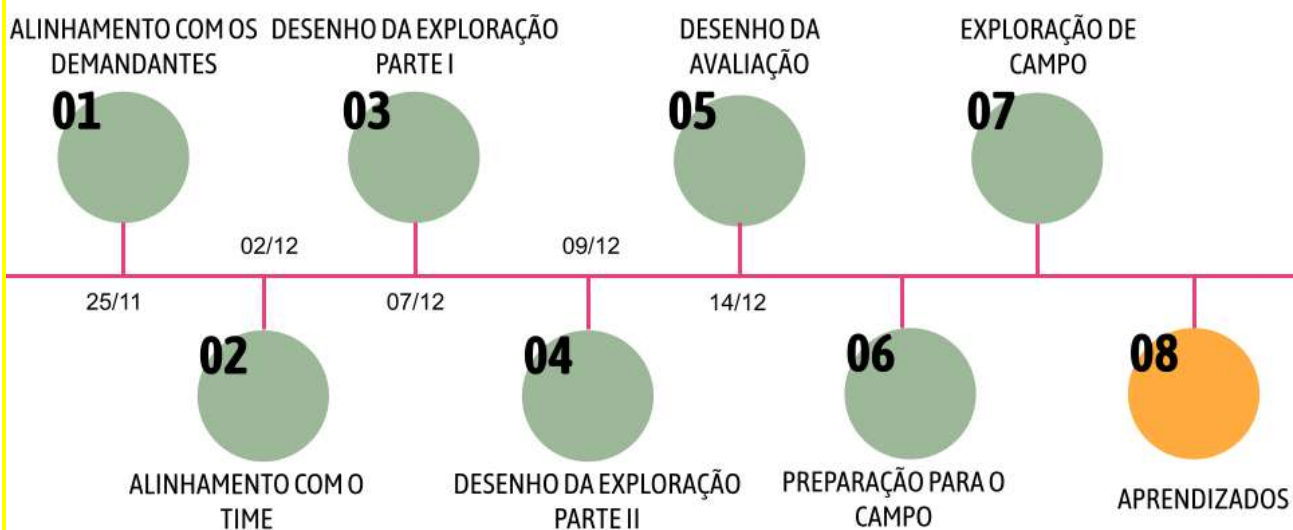 ALINHAMENTO COM OS
DEMANDANTES
01
DESENHO DA EXPLORAÇÃO
PARTE I
03
DESENHO DA
AVALIAÇÃO
05
EXPLORAÇÃO DE
CAMPO
07
02/12
09/12
25/11
07/12
14/12
02
ALINHAMENTO COM O
TIME
04
DESENHO DA EXPLORAÇÃO
PARTE II
06
PREPARAÇÃO PARA O
CAMPO
08
APRENDIZADOS